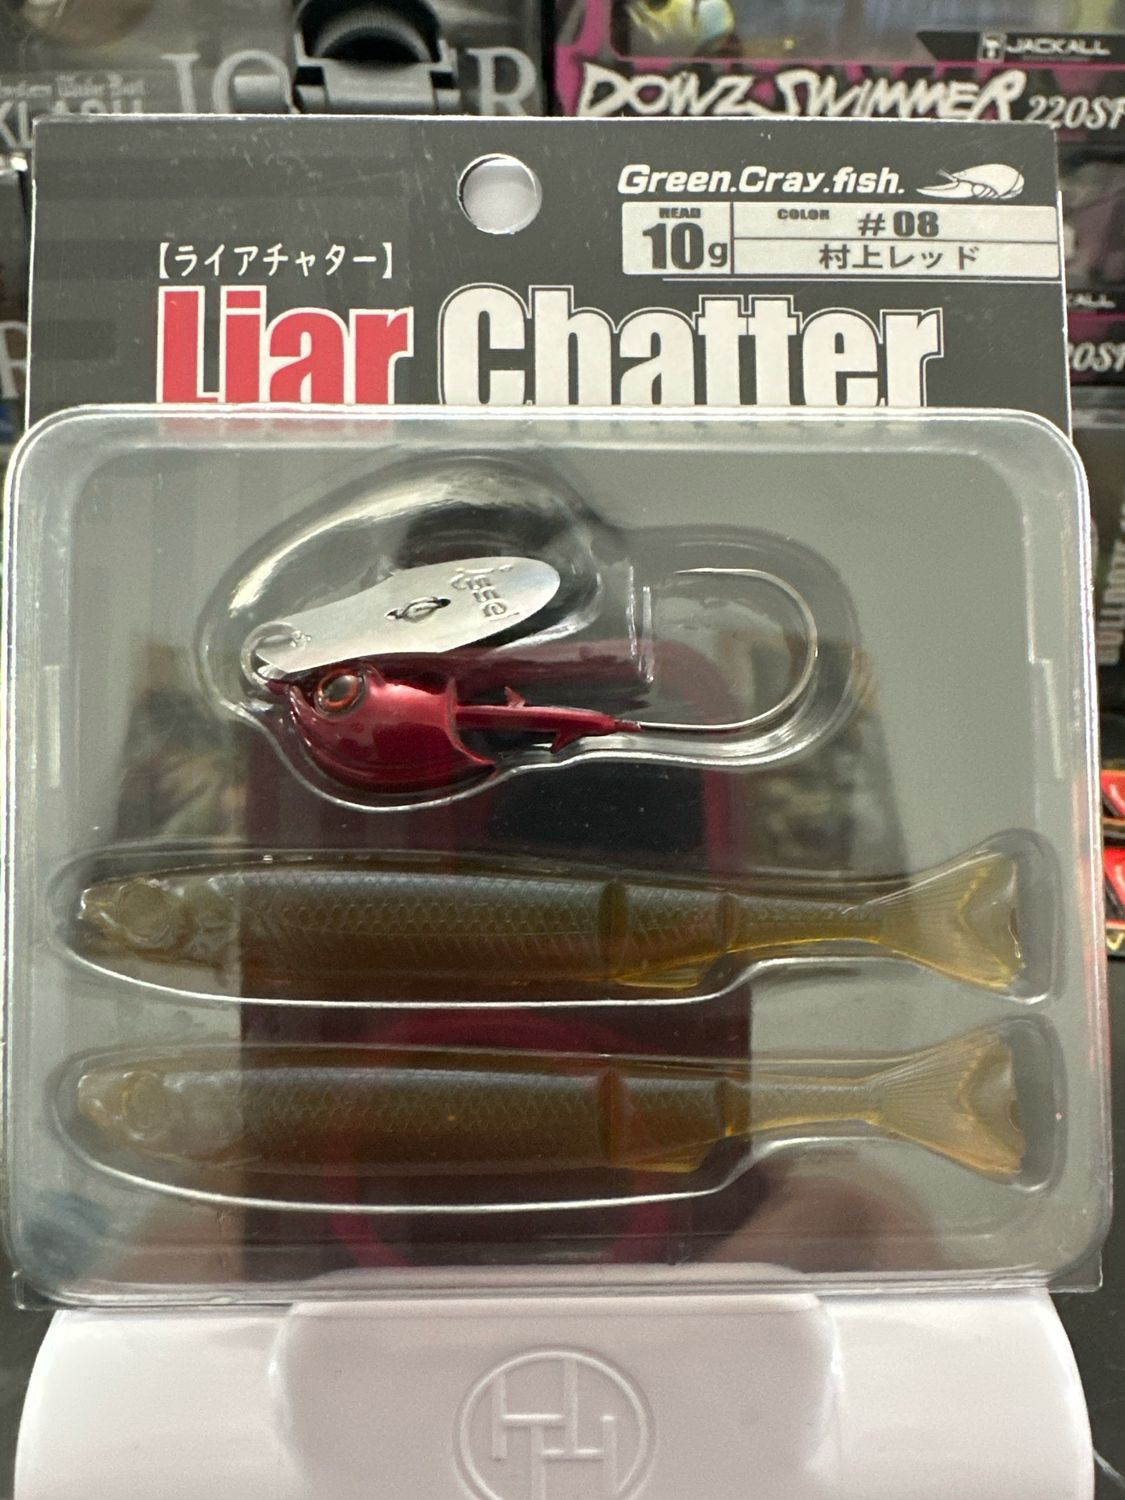 JACKALL
DOWZ SWIMMER
220SF
Green.Cray.fish.
HEAD
10g
COLOR
#08
村上レッド
【ライアチャター】
Liar Chatter